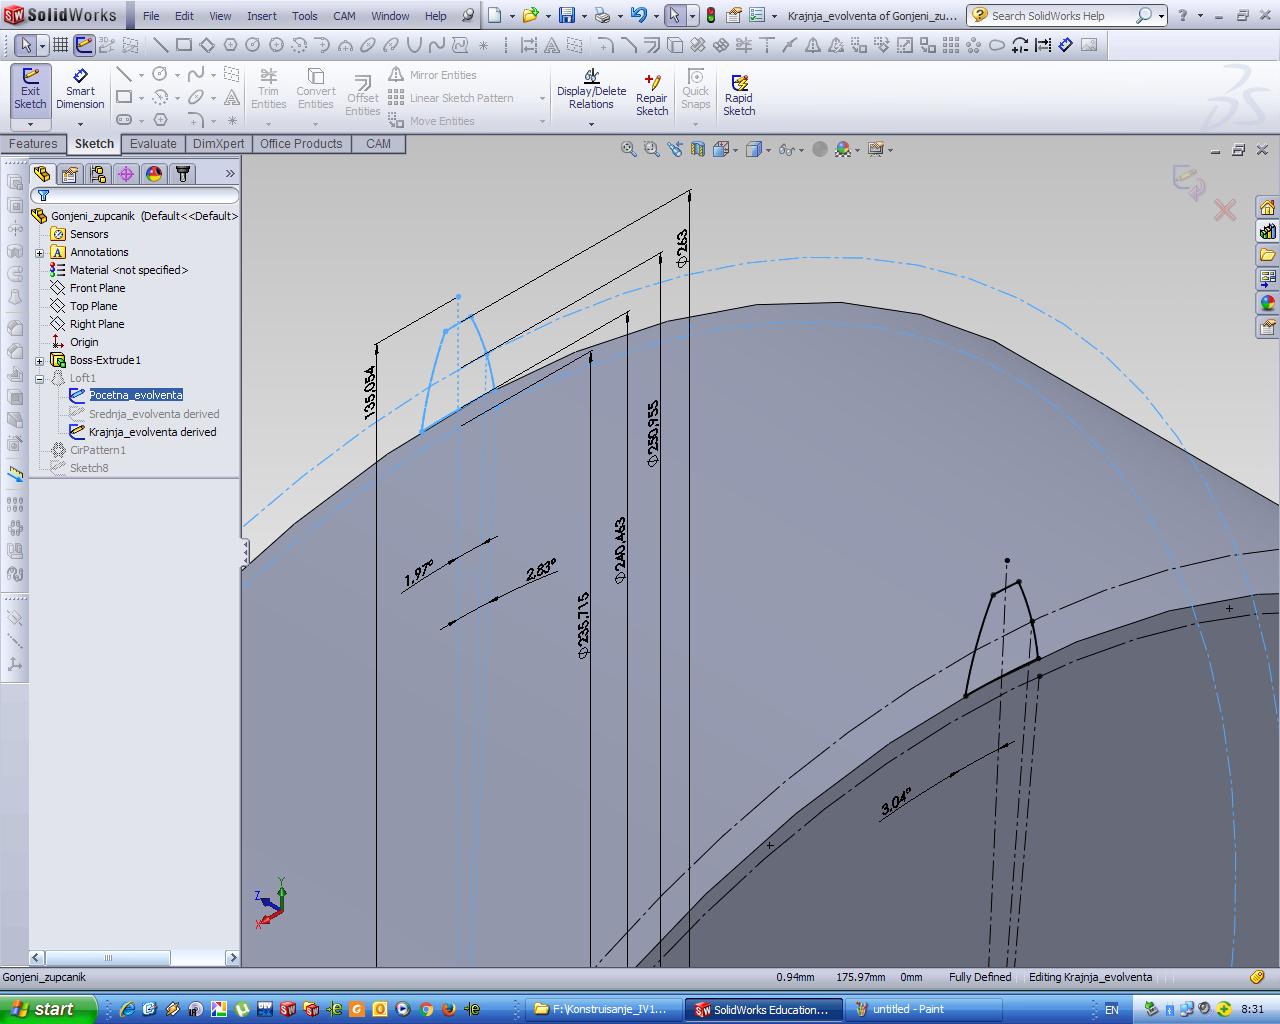 SolidWorks
File Edit View Insert Tools CAM Window Help
Krajnja_evolventa of Gonjeni_zu...
Search SolidWorks Help
Exit Sketch
Smart Dimension
Trim Entities
Convert Entities
Offset Entities
Mirror Entities
Linear Sketch Pattern
Move Entities
Display/Delete Relations
Repair Sketch
Quick Snaps
Rapid Sketch
Features Sketch Evaluate DimXpert Office Products CAM
Gonjeni_zupcanik (Default<<Default>
Sensors
Annotations
Material <not specified>
Front Plane
Top Plane
Right Plane
Origin
Boss-Extrude1
Loft1
Pocetna_evolventa
Srednja_evolventa derived
Krajnja_evolventa derived
CirPattern1
Sketch8
Ø263
135,054
Ø250,955
Ø240,463
Ø235,715
1,97°
2,83°
3,04°
Y
Z
X
Gonjeni_zupcanik
0.94mm 175.97mm 0mm Fully Defined Editing Krajnja_evolventa
start
F:\Konstruisanje_IV1...
SolidWorks Education...
untitled - Paint
EN
8:31